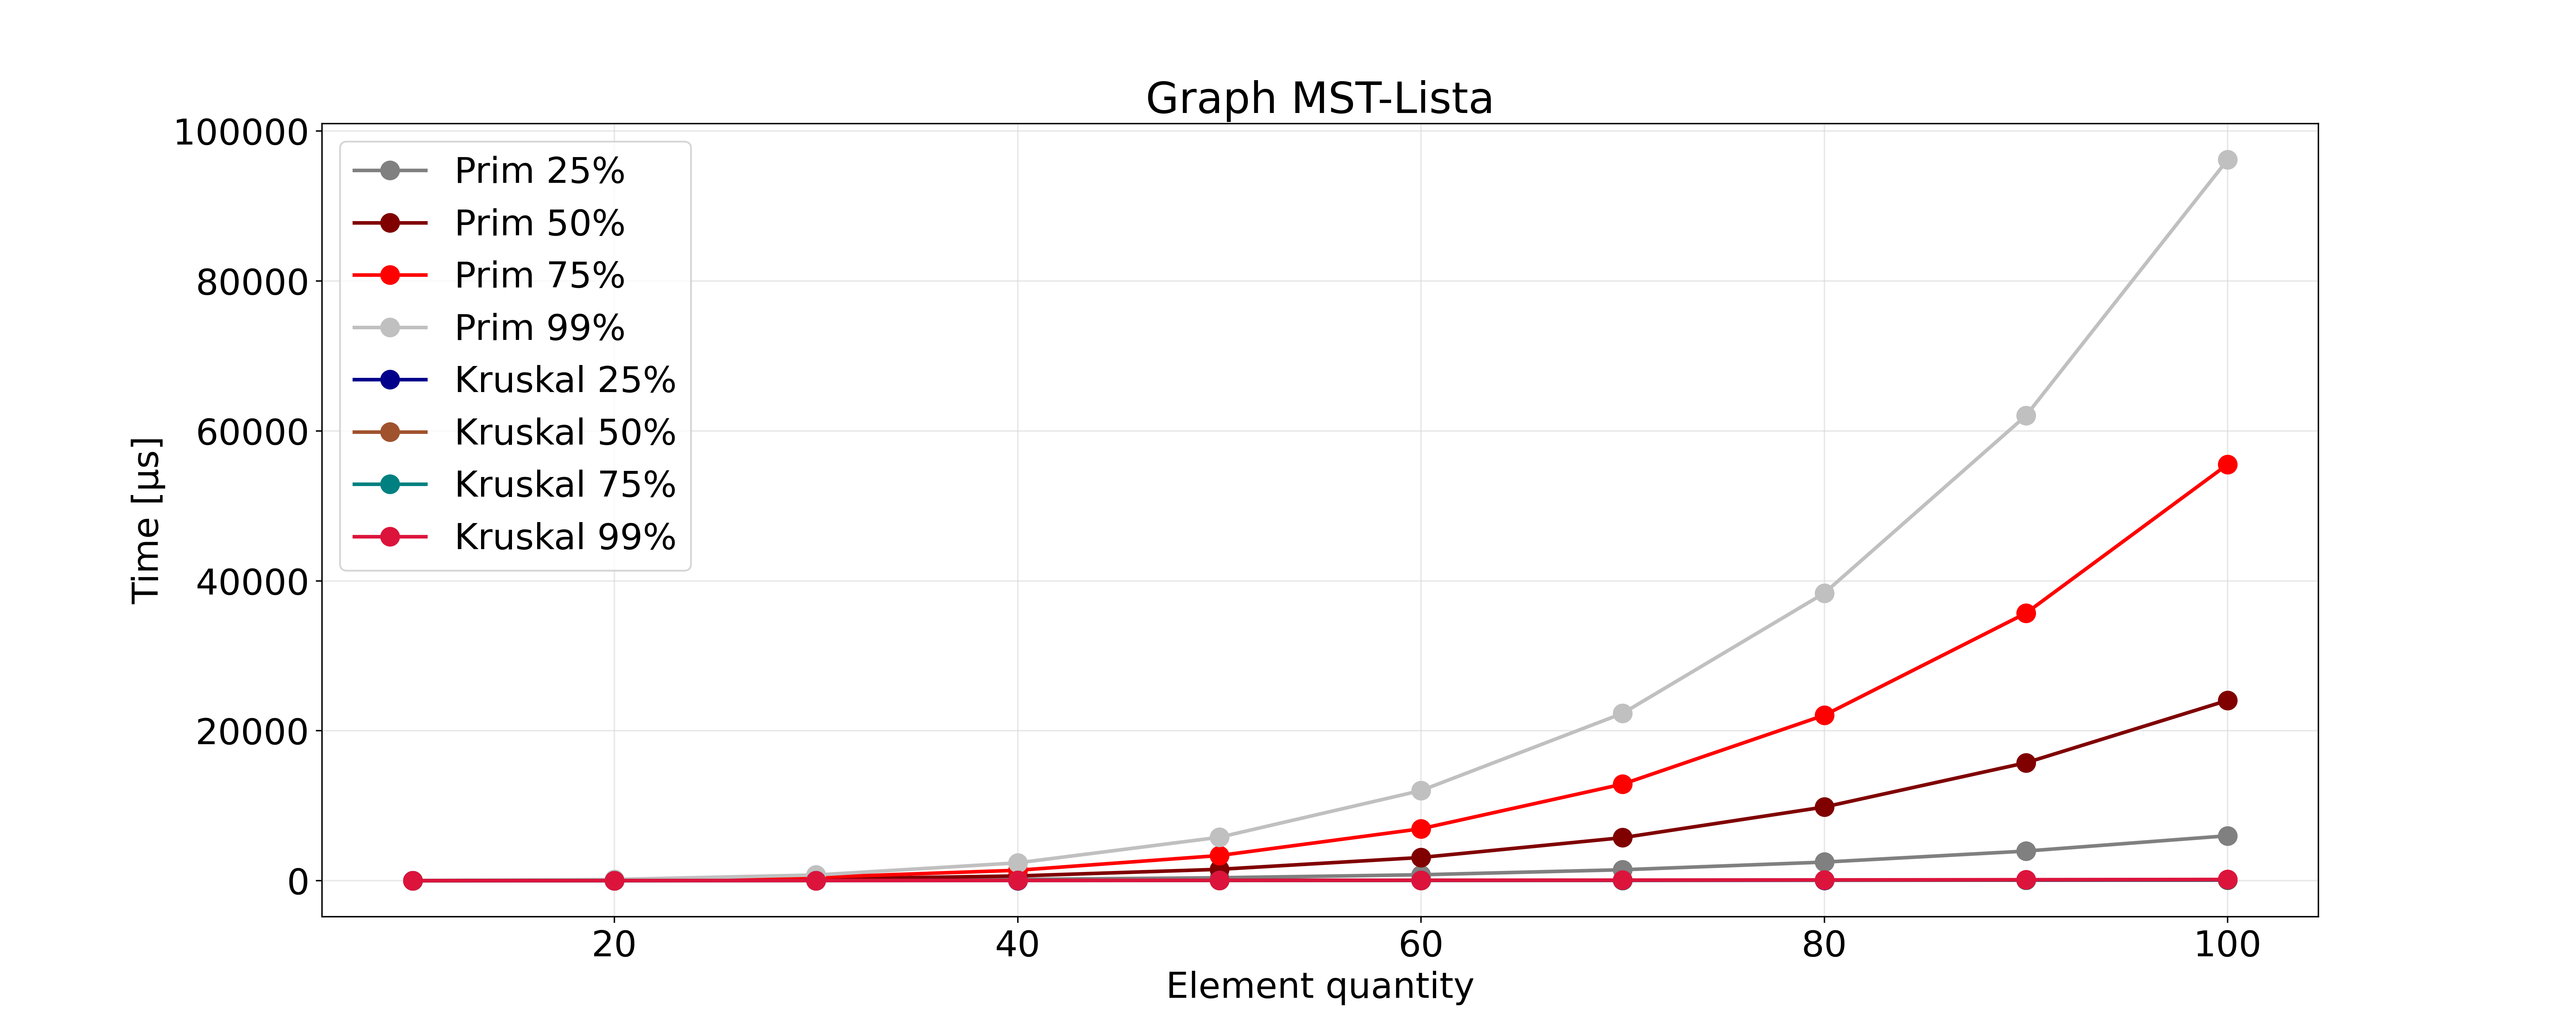 Graph MST-Lista
100000
80000
60000
40000
20000
0
Time [µs]
Prim 25%
Prim 50%
Prim 75%
Prim 99%
Kruskal 25%
Kruskal 50%
Kruskal 75%
Kruskal 99%
20 40 60 80 100
Element quantity